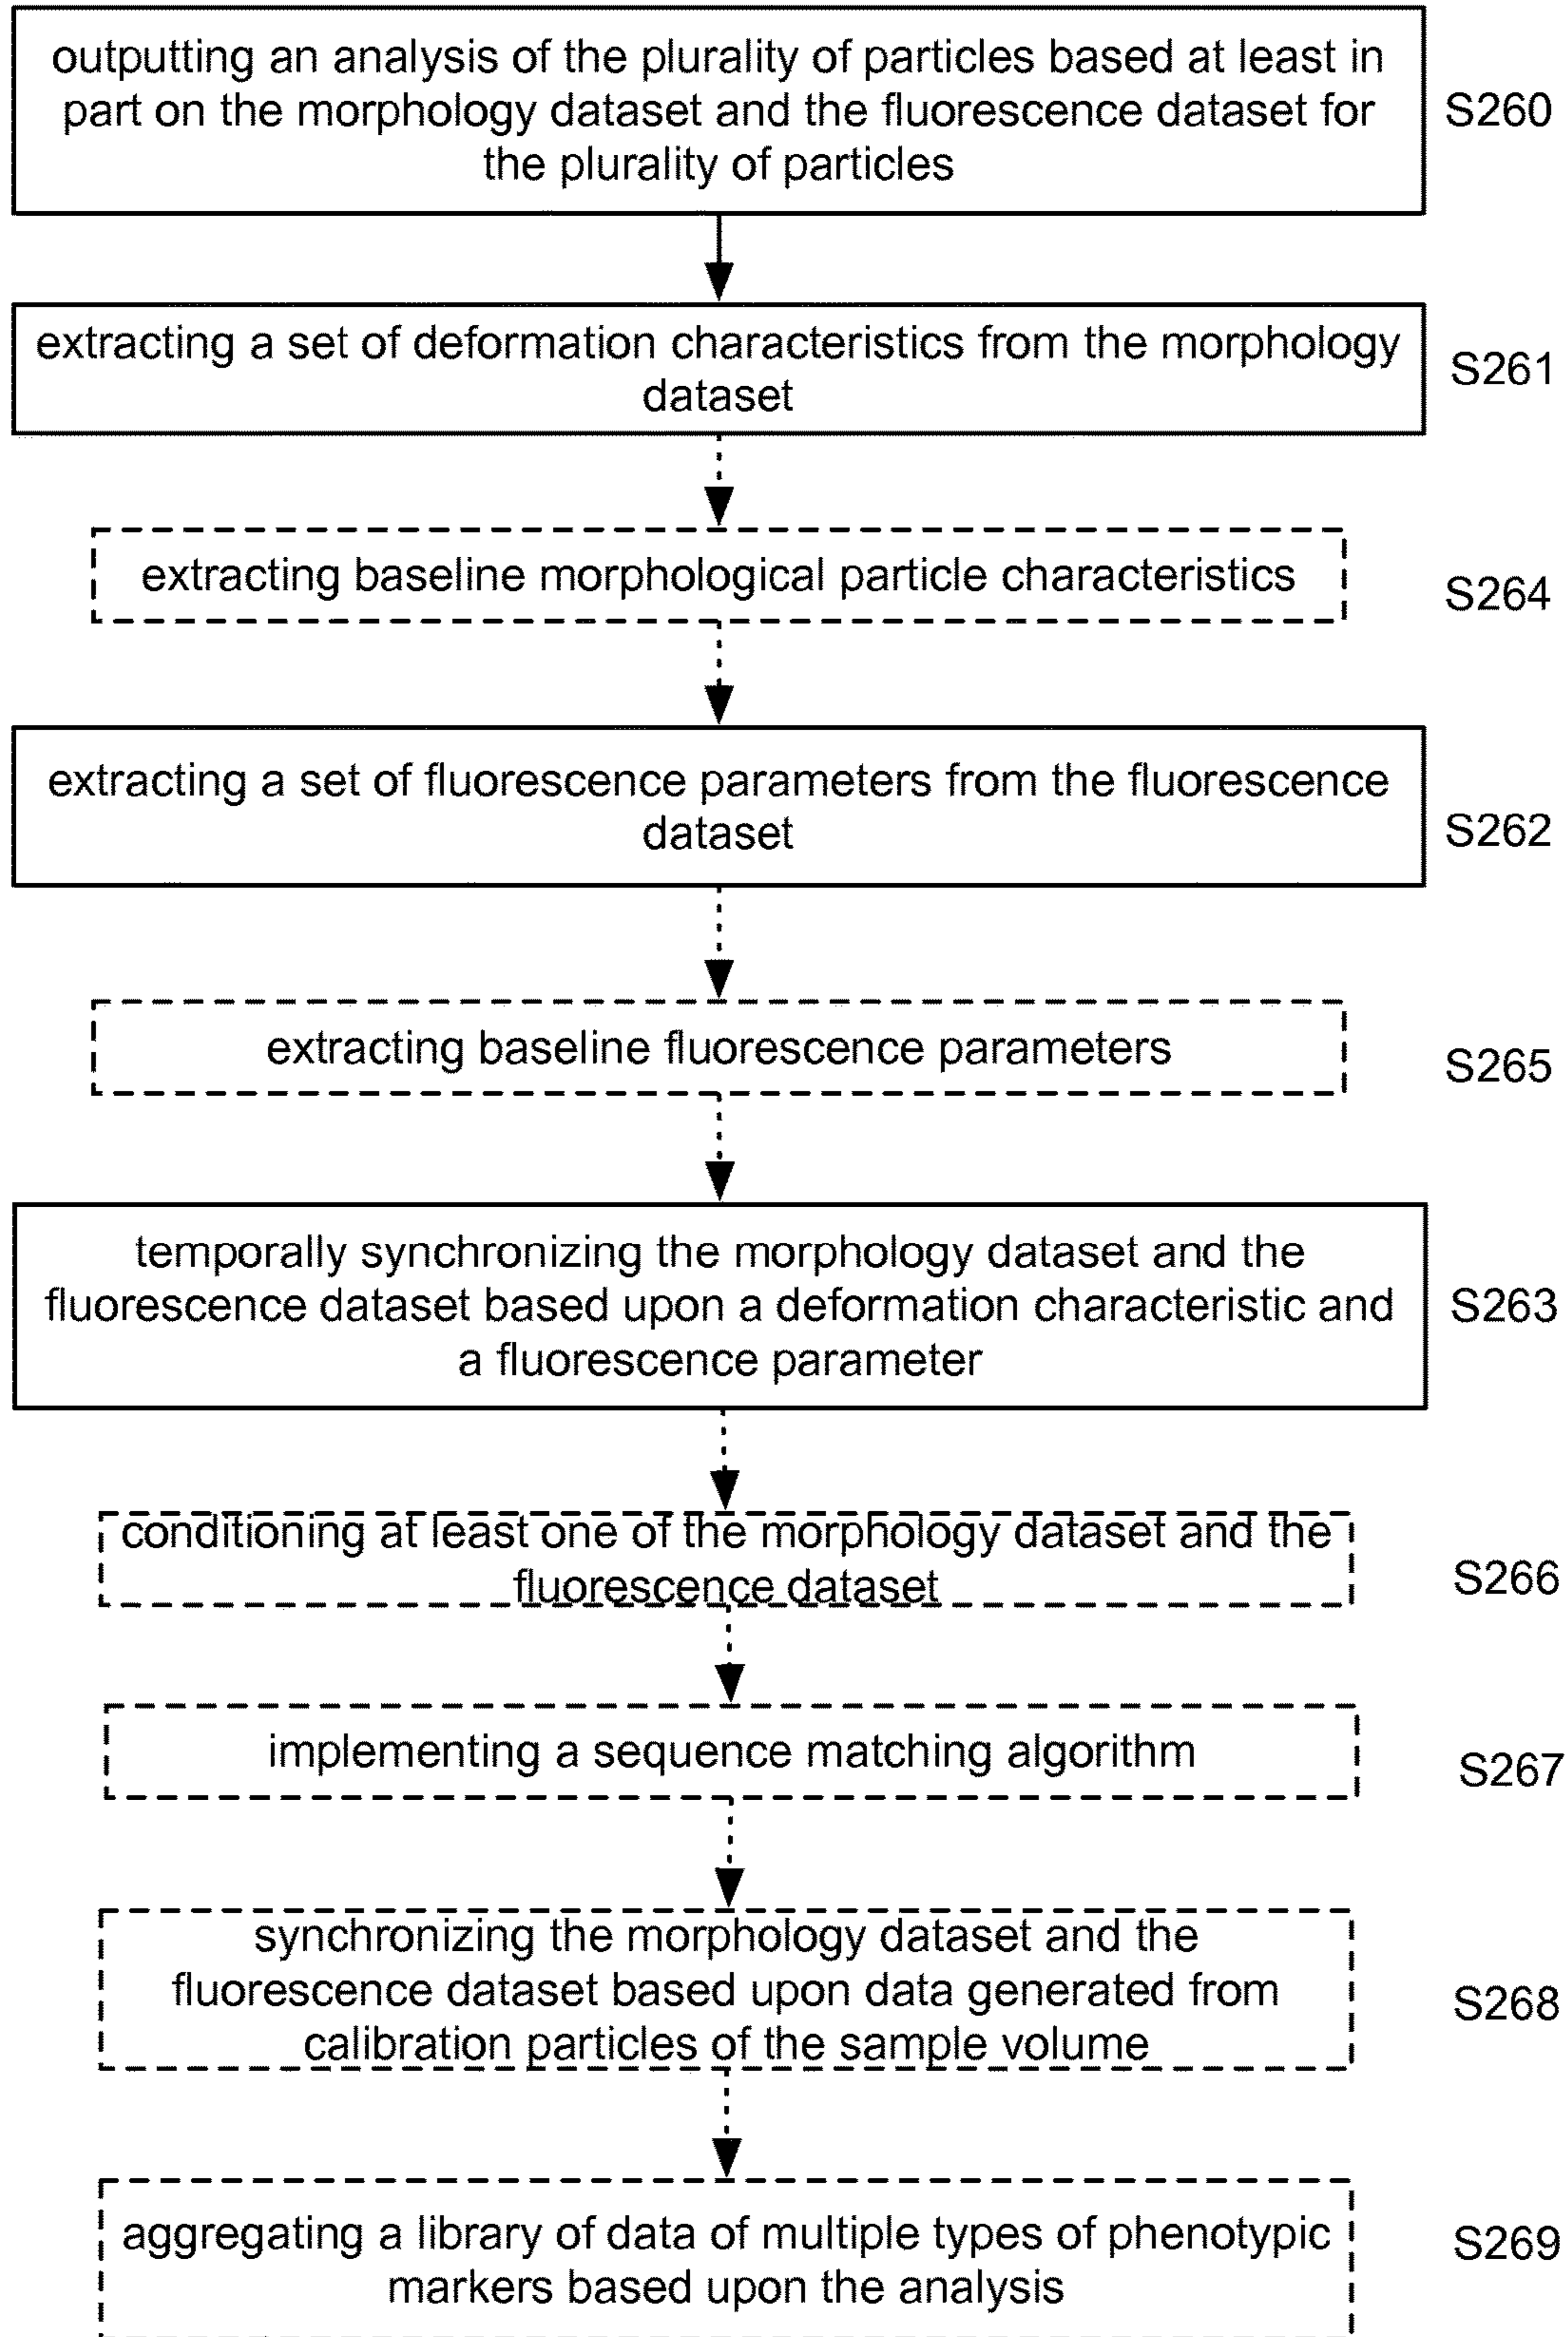 outputting an analysis of the plurality of particles based at least in
part on the morphology dataset and the fluorescence dataset for
the plurality of particles
S260
extracting a set of deformation characteristics from the morphology
dataset
S261
extracting baseline morphological particle characteristics
S264
extracting a set of fluorescence parameters from the fluorescence
dataset
S262
extracting baseline fluorescence parameters
S265
temporally synchronizing the morphology dataset and the
fluorescence dataset based upon a deformation characteristic and
a fluorescence parameter
S263
conditioning at least one of the morphology dataset and the
fluorescence dataset
S266
implementing a sequence matching algorithm
S267
synchronizing the morphology dataset and the
fluorescence dataset based upon data generated from
calibration particles of the sample volume
S268
aggregating a library of data of multiple types of phenotypic
markers based upon the analysis
S269